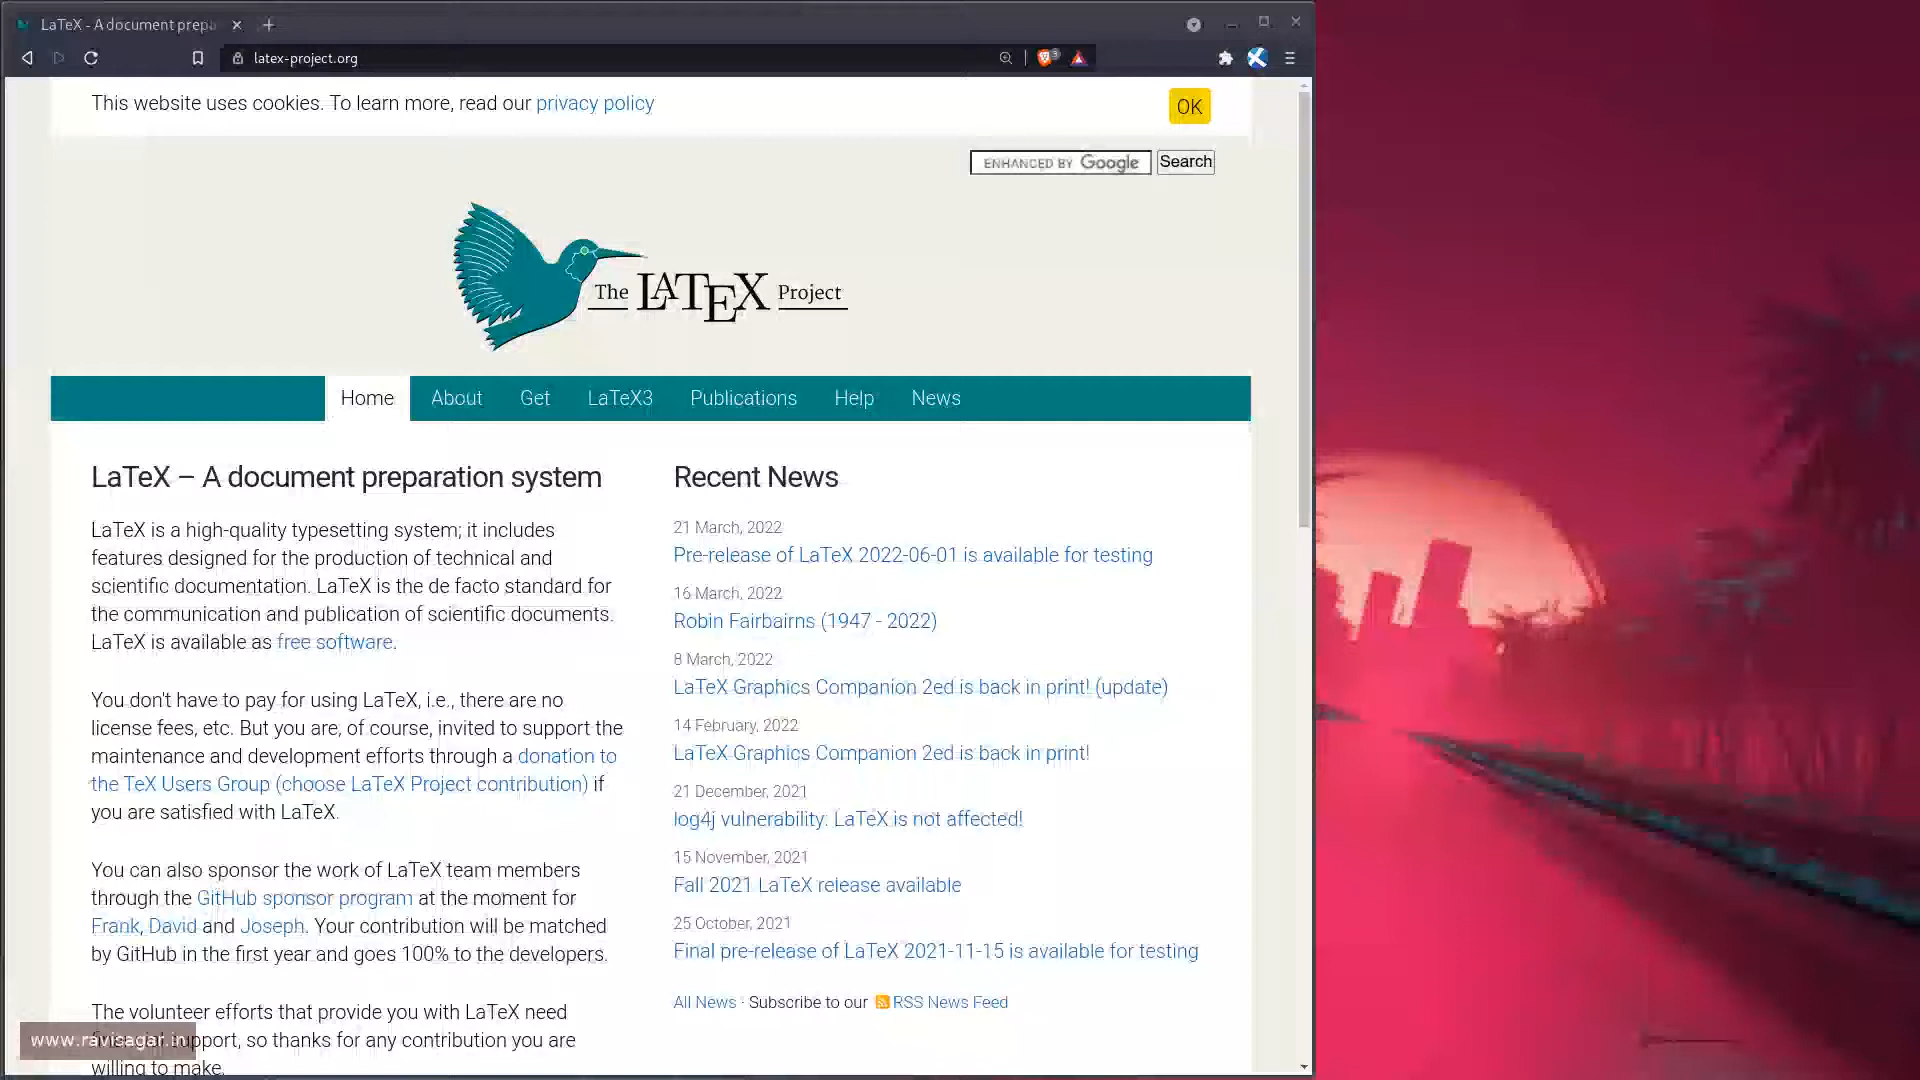 LaTeX - A document prepa
latex-project.org
3
This website uses cookies. To learn more, read our privacy policy
OK
ENHANCED BY Google
Search
The LATEX Project
Home About Get LaTeX3 Publications Help News
LaTeX – A document preparation system
LaTeX is a high-quality typesetting system; it includes
features designed for the production of technical and
scientific documentation. LaTeX is the de facto standard for
the communication and publication of scientific documents.
LaTeX is available as free software.
You don't have to pay for using LaTeX, i.e., there are no
license fees, etc. But you are, of course, invited to support the
maintenance and development efforts through a donation to
the TeX Users Group (choose LaTeX Project contribution) if
you are satisfied with LaTeX.
You can also sponsor the work of LaTeX team members
through the GitHub sponsor program at the moment for
Frank, David and Joseph. Your contribution will be matched
by GitHub in the first year and goes 100% to the developers.
The volunteer efforts that provide you with LaTeX need
support, so thanks for any contribution you are
willing to make.
Recent News
21 March, 2022
Pre-release of LaTeX 2022-06-01 is available for testing
16 March, 2022
Robin Fairbairns (1947 - 2022)
8 March, 2022
LaTeX Graphics Companion 2ed is back in print! (update)
14 February, 2022
LaTeX Graphics Companion 2ed is back in print!
21 December, 2021
log4j vulnerability: LaTeX is not affected!
15 November, 2021
Fall 2021 LaTeX release available
25 October, 2021
Final pre-release of LaTeX 2021-11-15 is available for testing
All News · Subscribe to our RSS News Feed
www.ravisagar.in